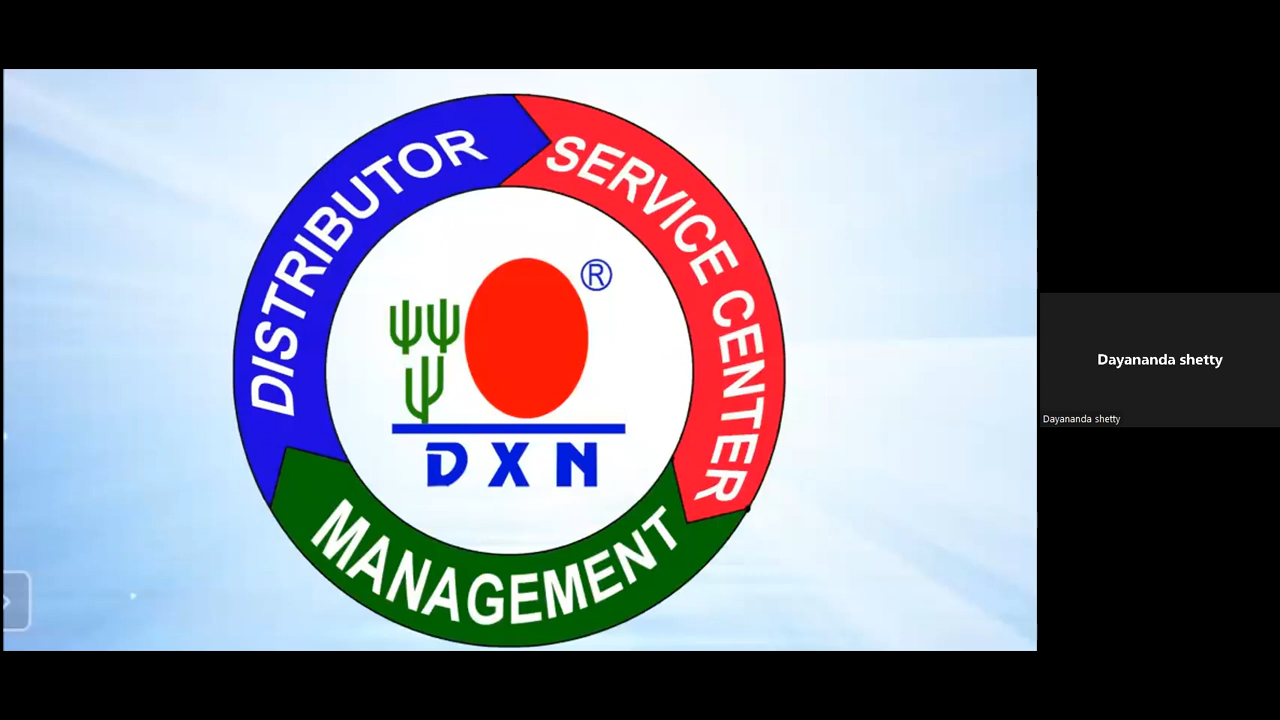 DISTRIBUTOR
SERVICE CENTER
®
DXN
MANAGEMENT
Dayananda shetty
Dayananda shetty